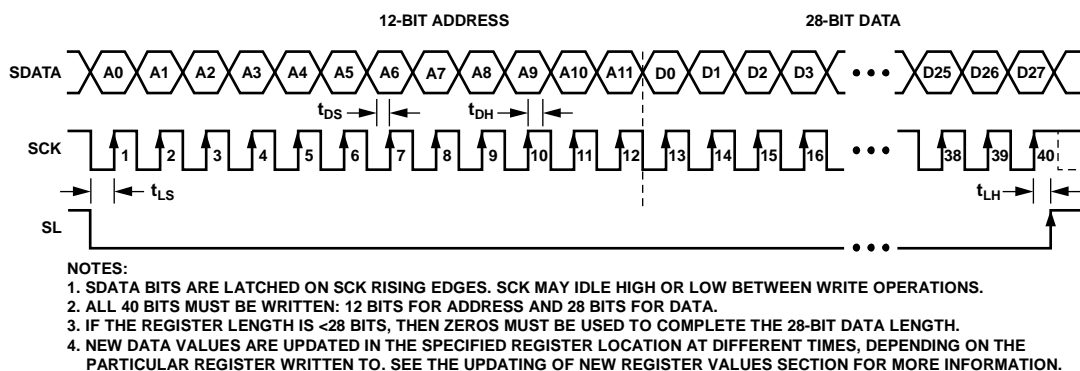 12-BIT ADDRESS 28-BIT DATA
SDATA A0 A1 A2 A3 A4 A5 A6 A7 A8 A9 A10 A11 D0 D1 D2 D3 D25 D26 D27
tDS tDH
SCK 1 2 3 4 5 6 7 8 9 10 11 12 13 14 15 16 38 39 40
tLS tLH
SL
NOTES:
1. SDATA BITS ARE LATCHED ON SCK RISING EDGES. SCK MAY IDLE HIGH OR LOW BETWEEN WRITE OPERATIONS.
2. ALL 40 BITS MUST BE WRITTEN: 12 BITS FOR ADDRESS AND 28 BITS FOR DATA.
3. IF THE REGISTER LENGTH IS <28 BITS, THEN ZEROS MUST BE USED TO COMPLETE THE 28-BIT DATA LENGTH.
4. NEW DATA VALUES ARE UPDATED IN THE SPECIFIED REGISTER LOCATION AT DIFFERENT TIMES, DEPENDING ON THE
PARTICULAR REGISTER WRITTEN TO. SEE THE UPDATING OF NEW REGISTER VALUES SECTION FOR MORE INFORMATION.